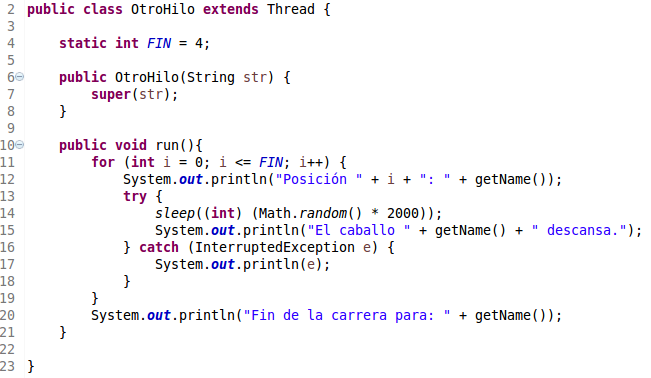 2 public class OtroHilo extends Thread {
3
4     static int FIN = 4;
5
6     public OtroHilo(String str) {
7         super(str);
8     }
9
10     public void run(){
11         for (int i = 0; i <= FIN; i++) {
12             System.out.println("Posición " + i + ": " + getName());
13             try {
14                 sleep((int) (Math.random() * 2000));
15                 System.out.println("El caballo " + getName() + " descansa.");
16             } catch (InterruptedException e) {
17                 System.out.println(e);
18             }
19         }
20         System.out.println("Fin de la carrera para: " + getName());
21     }
22
23 }